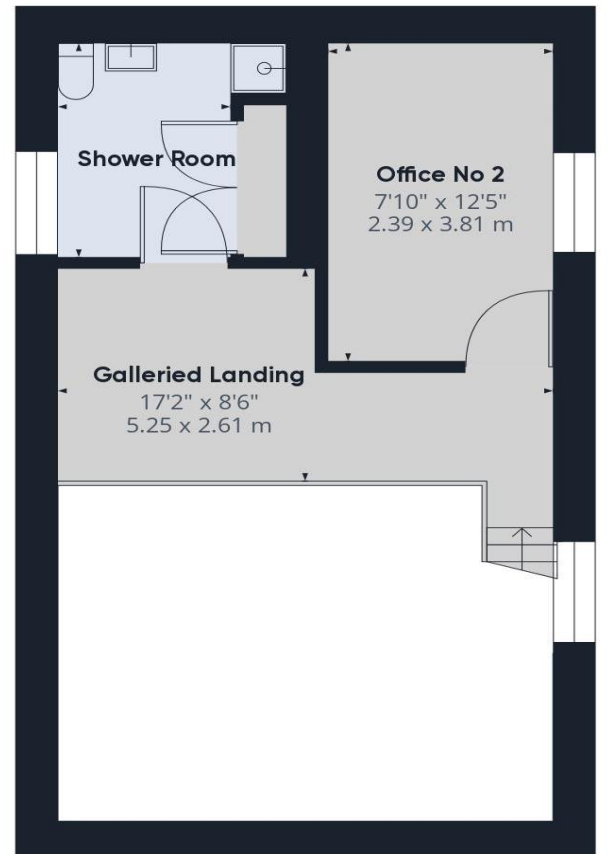 Shower Room
Office No 2
7'10" x 12'5"
2.39 x 3.81 m
Galleried Landing
17'2" x 8'6"
5.25 x 2.61 m